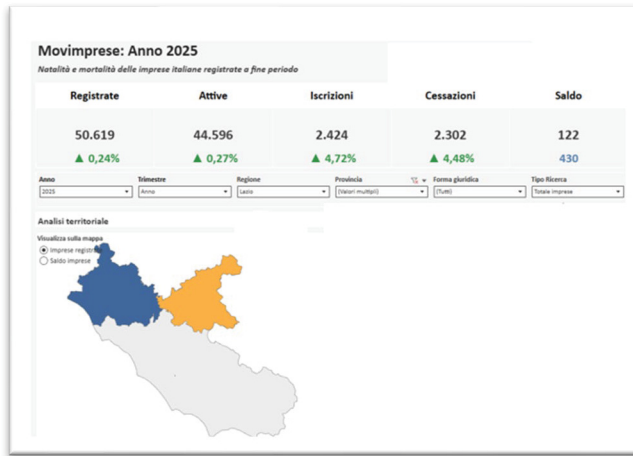 Movimprese: Anno 2025
Natalità e mortalità delle imprese italiane registrate a fine periodo
Registrate Attive Iscrizioni Cessazioni Saldo
50.619 44.596 2.424 2.302 122
▲ 0,24% ▲ 0,27% ▲ 4,72% ▲ 4,48% 430
Anno Trimestre Regione Provincia Forma giuridica Tipo Ricerca
2025 Anno Lazio (Valori multipli) (Tutti) Totale imprese
Analisi territoriale
Visualizza sulla mappa
Imprese
Saldo imprese